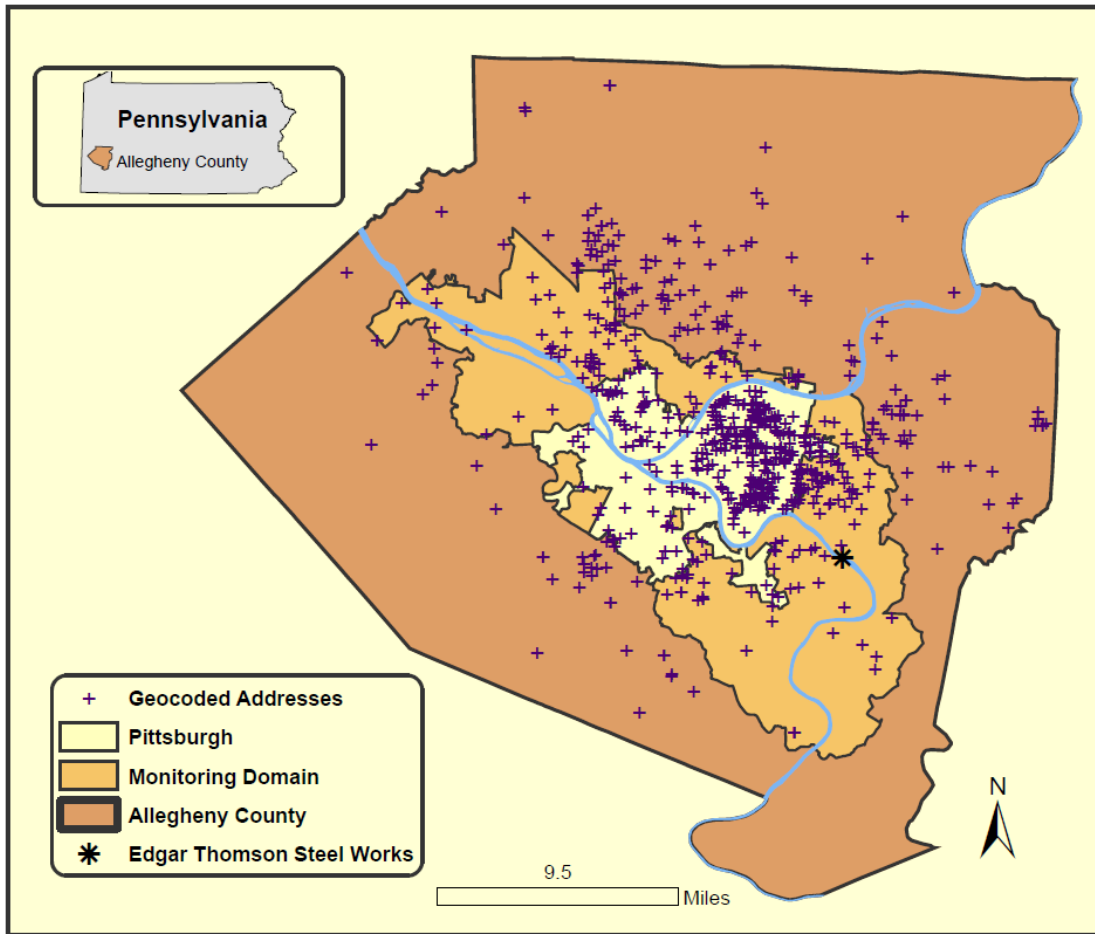 Pennsylvania
Allegheny County
Geocoded Addresses
Pittsburgh
Monitoring Domain
Allegheny County
Edgar Thomson Steel Works
9.5
Miles
N